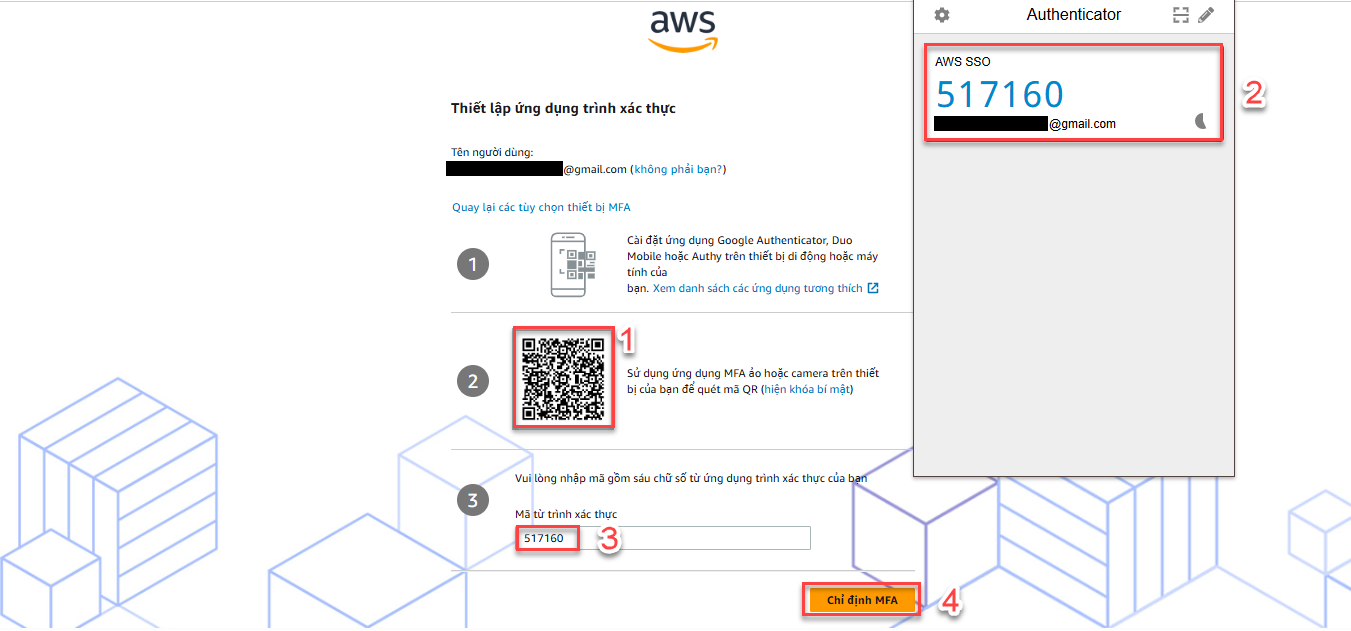 aws
Thiết lập ứng dụng trình xác thực
Tên người dùng:
@gmail.com (không phải bạn?)
Quay lại các tùy chọn thiết bị MFA
1
Cài đặt ứng dụng Google Authenticator, Duo
Mobile hoặc Authy trên thiết bị di động hoặc máy
tính của
bạn. Xem danh sách các ứng dụng tương thích
2
1
Sử dụng ứng dụng MFA ảo hoặc camera trên thiết
bị của bạn để quét mã QR (hiện khóa bí mật)
3
Vui lòng nhập mã gồm sáu chữ số từ ứng dụng trình xác thực của bạn
Mã từ trình xác thực
517160
3
Chỉ định MFA
4
Authenticator
AWS SSO
517160
@gmail.com
2